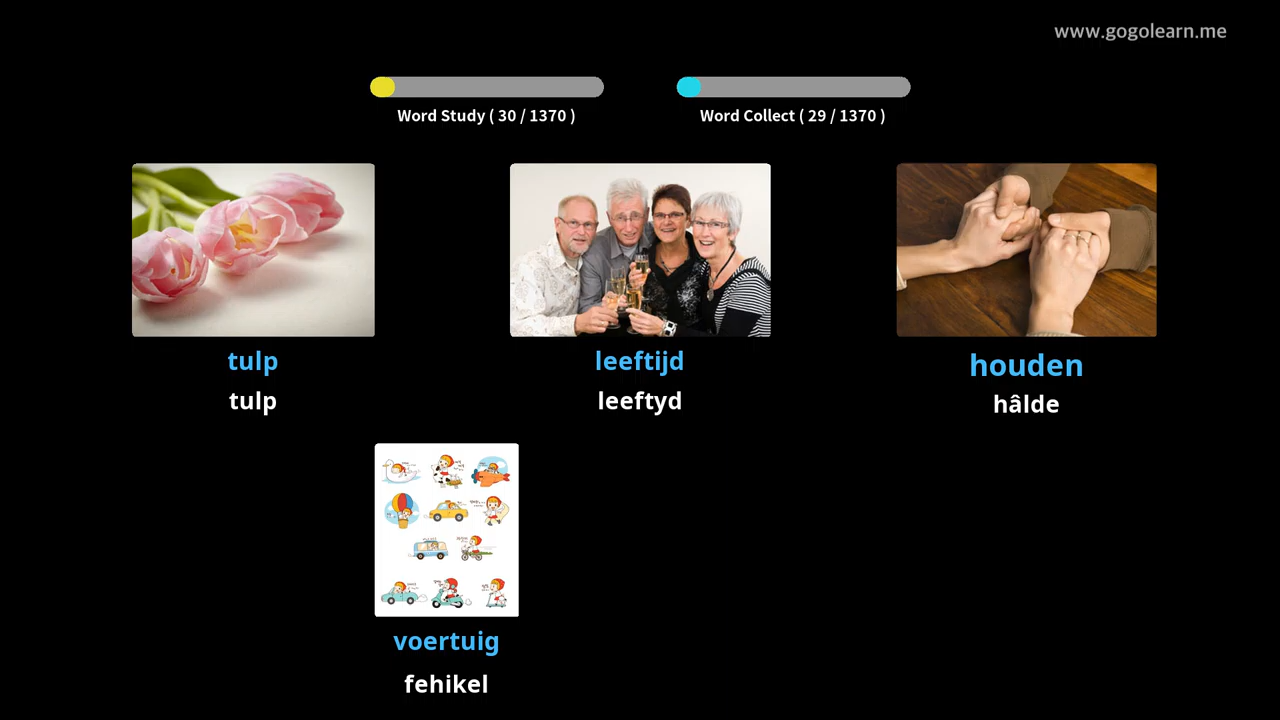 www.gogolearn.me
Word Study ( 30 / 1370 )
Word Collect ( 29 / 1370 )
tulp
tulp
leeftijd
leeftyd
houden
hâlde
voertuig
fehikel